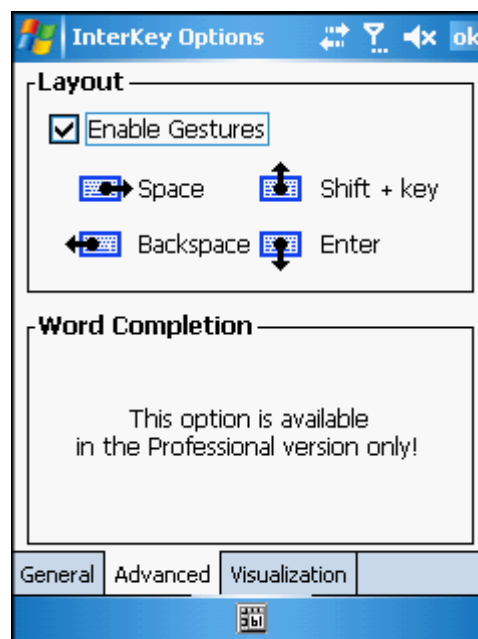 InterKey Options
ok
Layout
Enable Gestures
Space Shift + key
Backspace Enter
Word Completion
This option is available
in the Professional version only!
General Advanced Visualization